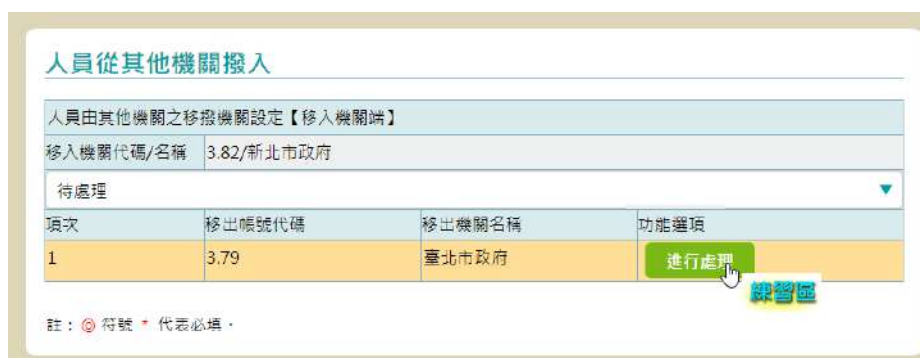 人員從其他機關撥入
人員由其他機關之移撥機關設定【移入機關端】
移入機關代碼/名稱 3.82/新北市政府
待處理
項次 移出帳號代碼 移出機關名稱 功能選項
1 3.79 臺北市政府 進行處理
練習區
註：◎ 符號 * 代表必填。